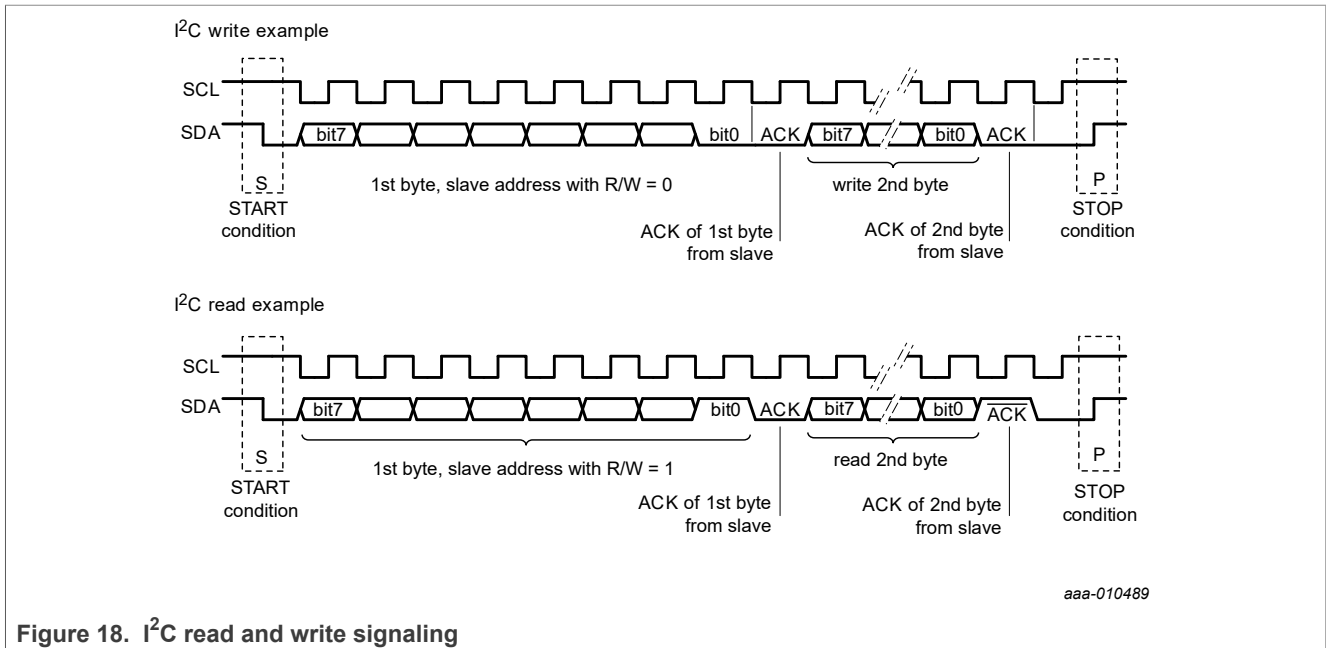 I²C write example
SCL
SDA bit7 bit0 ACK bit7 bit0 ACK
S 1st byte, slave address with R/W = 0 write 2nd byte P
START
condition
ACK of 1st byte
from slave
ACK of 2nd byte
from slave
STOP
condition
I²C read example
SCL
SDA bit7 bit0 ACK bit7 bit0 A̅C̅K̅
S 1st byte, slave address with R/W = 1 read 2nd byte P
START
condition
ACK of 1st byte
from slave
ACK of 2nd byte
from slave
STOP
condition
aaa-010489
Figure 18. I²C read and write signaling